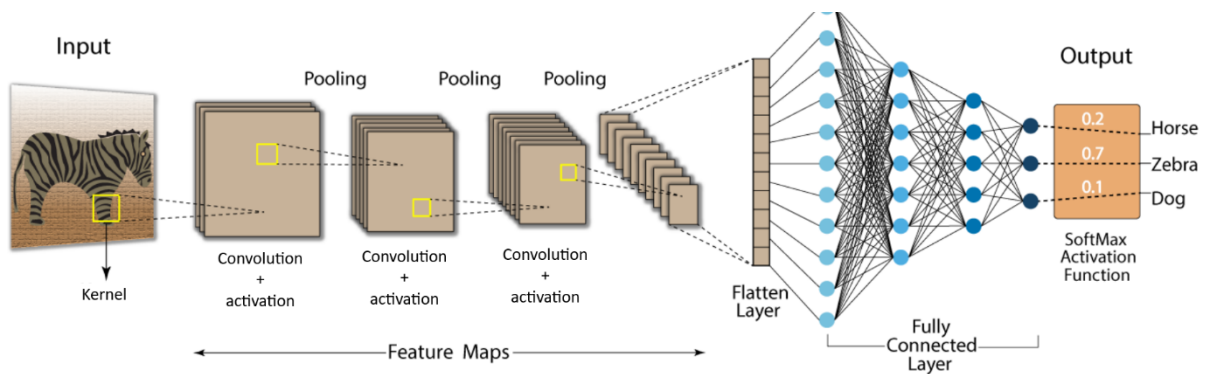 Input
Pooling
Pooling
Pooling
Output
0.2
Horse
0.7
Zebra
0.1
Dog
Kernel
Convolution
+
activation
Convolution
+
activation
Convolution
+
activation
Flatten
Layer
SoftMax
Activation
Function
Feature Maps
Fully
Connected
Layer